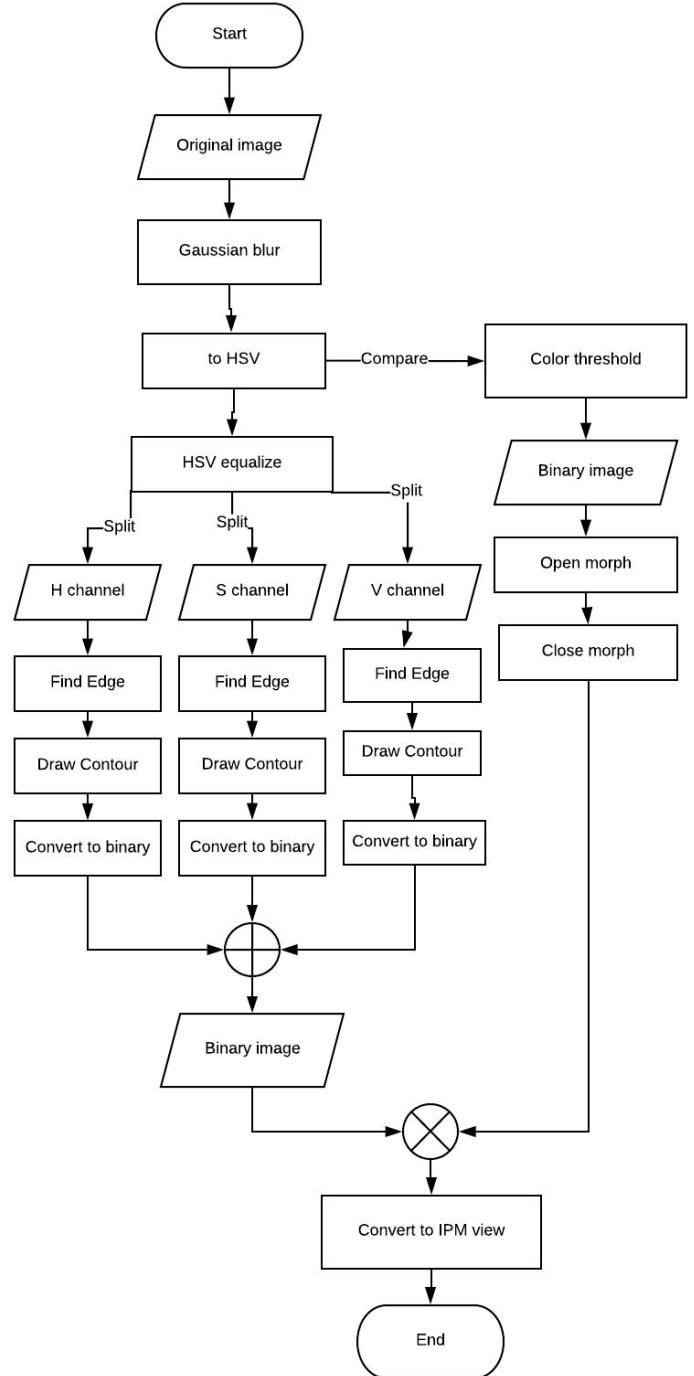 Start
Original image
Gaussian blur
to HSV
Compare
Color threshold
HSV equalize
Binary image
Split
Split
Split
H channel
S channel
V channel
Open morph
Close morph
Find Edge
Find Edge
Find Edge
Draw Contour
Draw Contour
Draw Contour
Convert to binary
Convert to binary
Convert to binary
Binary image
Convert to IPM view
End